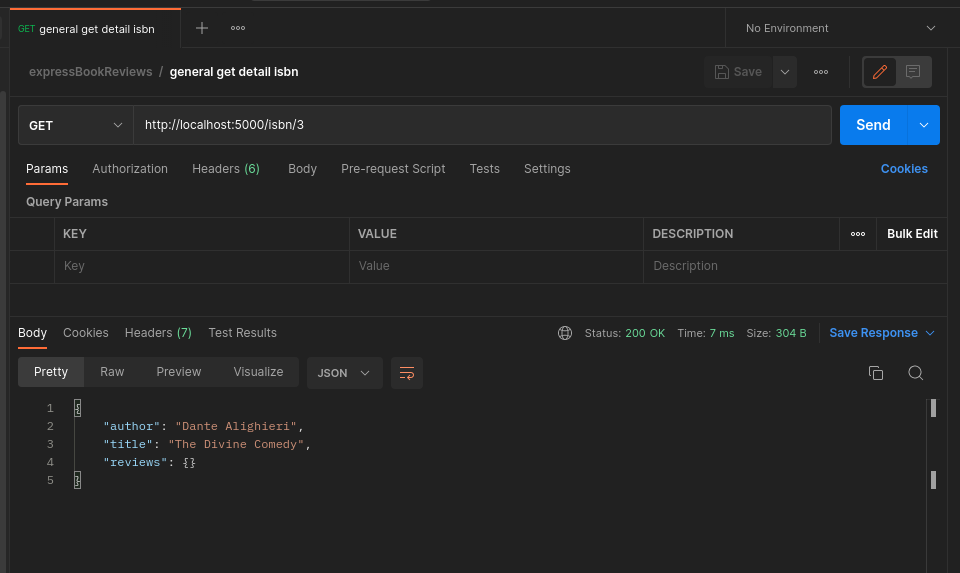 GET general get detail isbn
No Environment
expressBookReviews / general get detail isbn
Save
GET http://localhost:5000/isbn/3 Send
Params Authorization Headers (6) Body Pre-request Script Tests Settings Cookies
Query Params
KEY VALUE DESCRIPTION Bulk Edit
Key Value Description
Body Cookies Headers (7) Test Results Status: 200 OK Time: 7 ms Size: 304 B Save Response
Pretty Raw Preview Visualize JSON
1 {
2 "author": "Dante Alighieri",
3 "title": "The Divine Comedy",
4 "reviews": {}
5 }